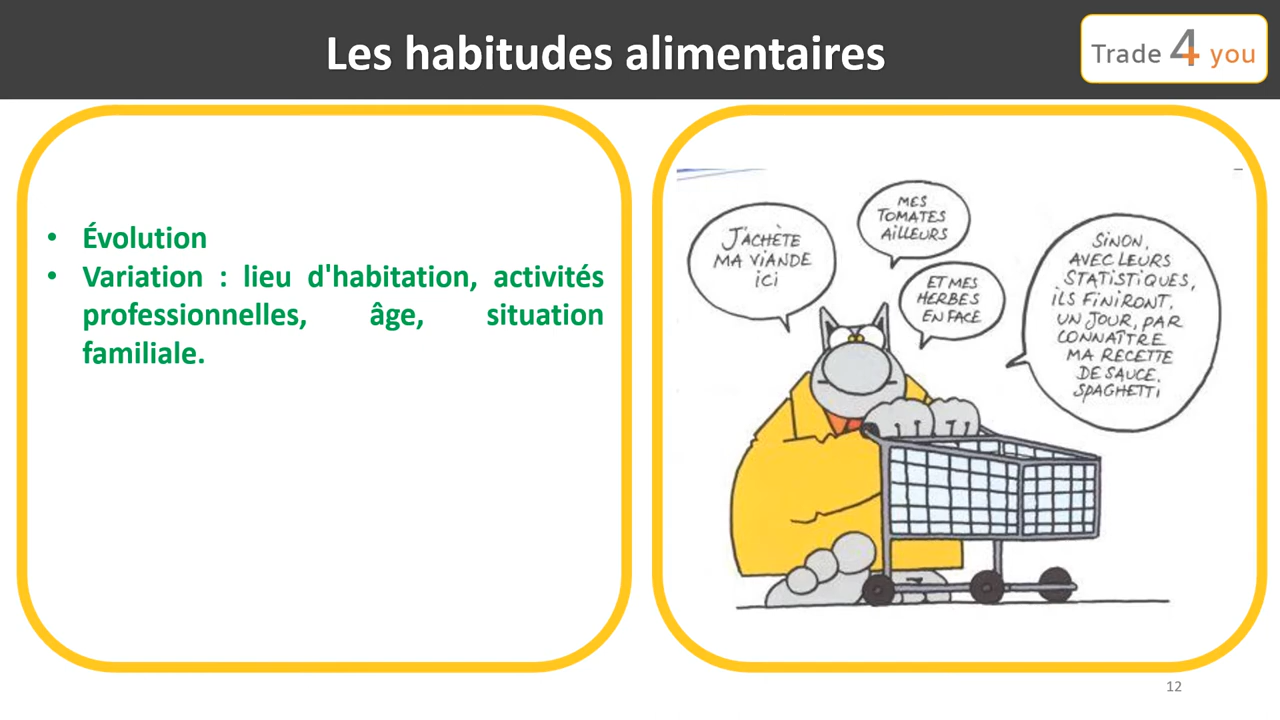 Les habitudes alimentaires
Trade 4 you
• Évolution
• Variation : lieu d'habitation, activités
professionnelles, âge, situation
familiale.
J'ACHÈTE
MA VIANDE
ICI
MES
TOMATES
AILLEURS
ET MES
HERBES
EN FACE
SINON,
AVEC LEURS
STATISTIQUES,
ILS FINIRONT,
UN JOUR, PAR
CONNAÎTRE
MA RECETTE
DE SAUCE
SPAGHETTI
12